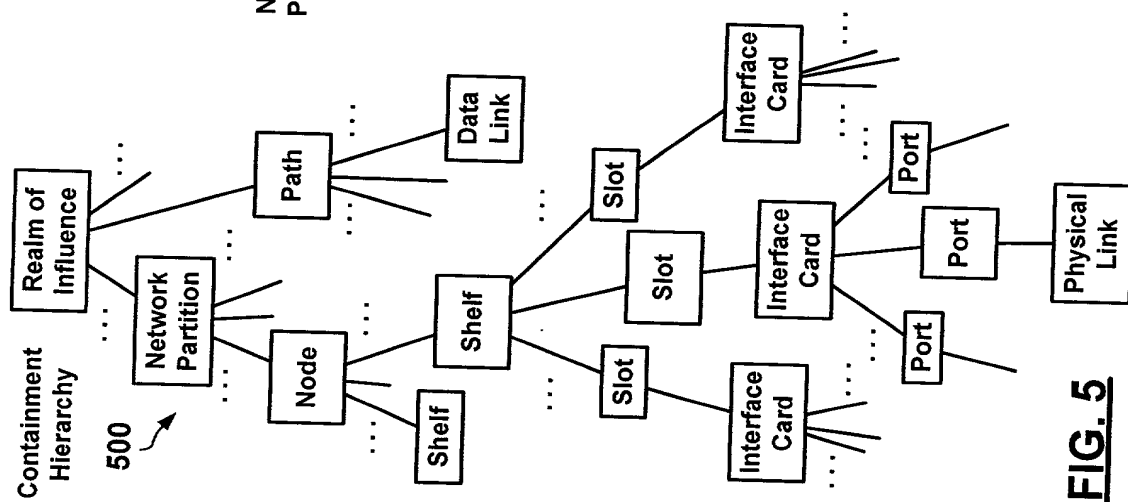 Containment
Hierarchy
500
Realm of
Influence
N
P
Network
Partition
Path
Node
Data
Link
Shelf
Shelf
Slot
Slot
Slot
Interface
Card
Interface
Card
Interface
Card
Port
Port
Port
Physical
Link
FIG. 5